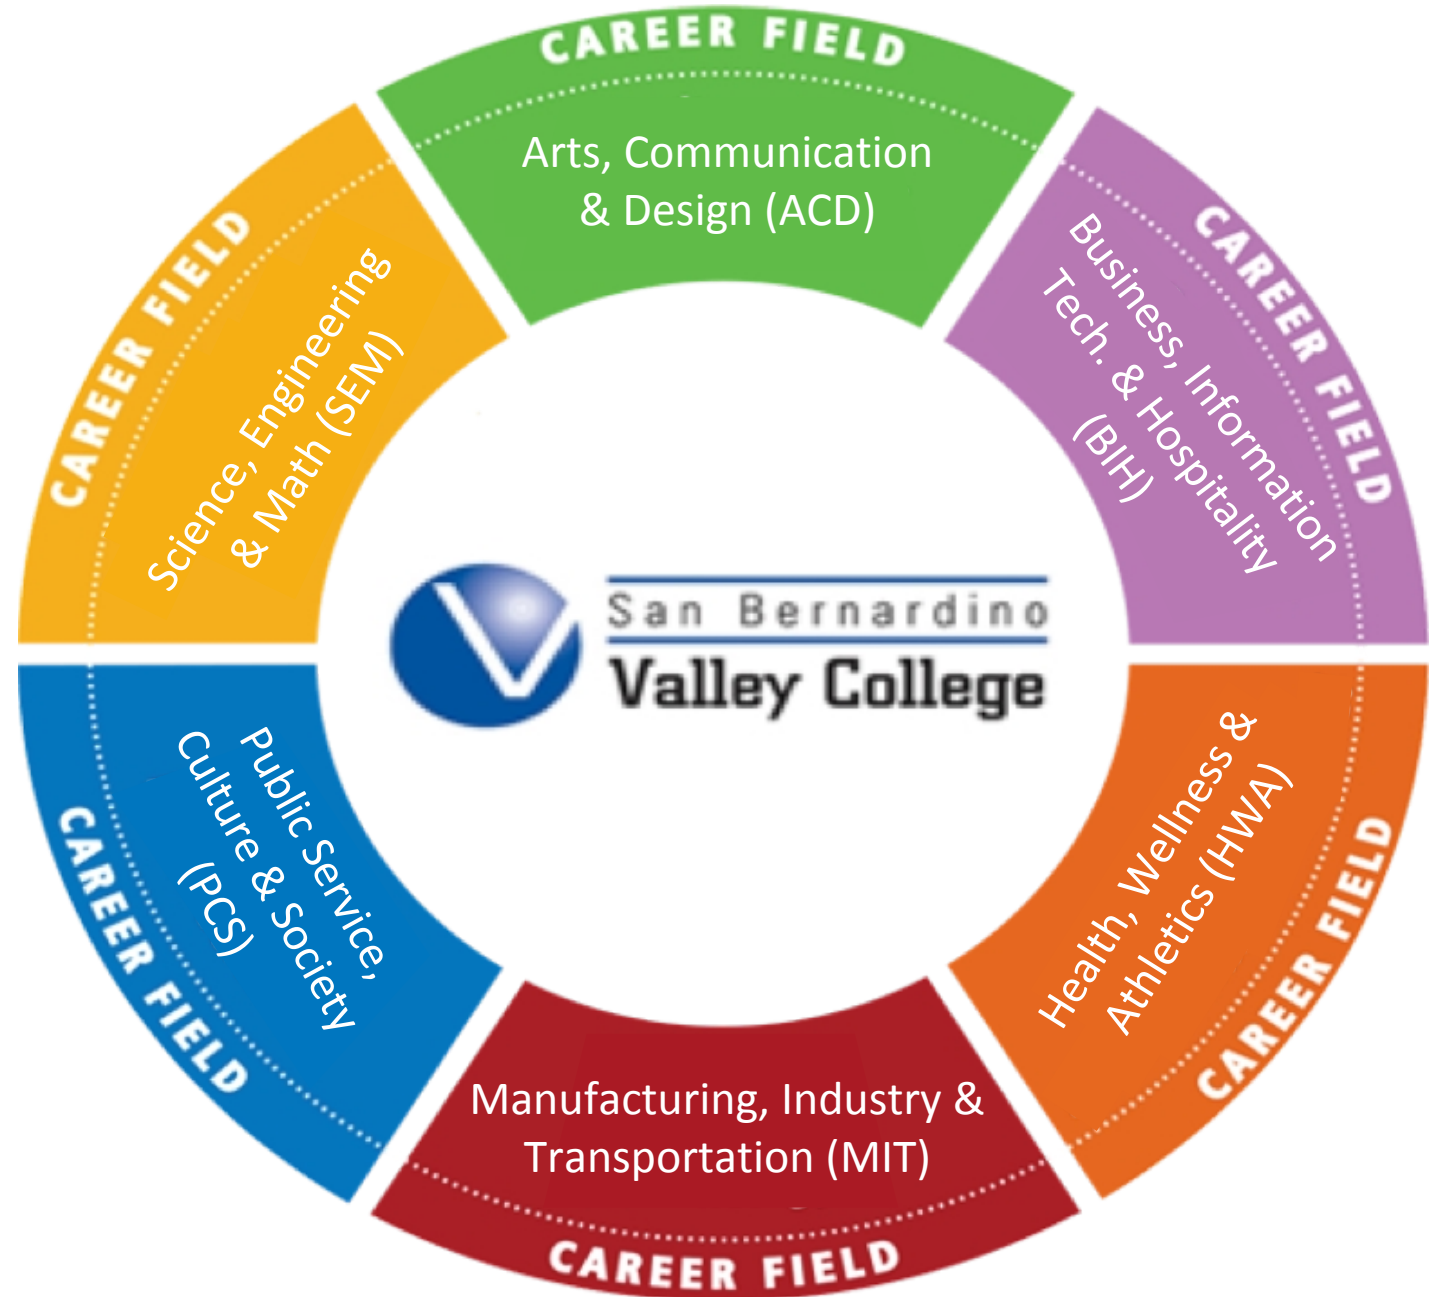 CAREER FIELD
Arts, Communication
& Design (ACD)
CAREER FIELD
Business, Information
Tech. & Hospitality
(BIH)
CAREER FIELD
Health, Wellness &
Athletics (HWA)
CAREER FIELD
Manufacturing, Industry &
Transportation (MIT)
CAREER FIELD
Public Service,
Culture & Society
(PCS)
CAREER FIELD
Science, Engineering
& Math (SEM)
San Bernardino
Valley College